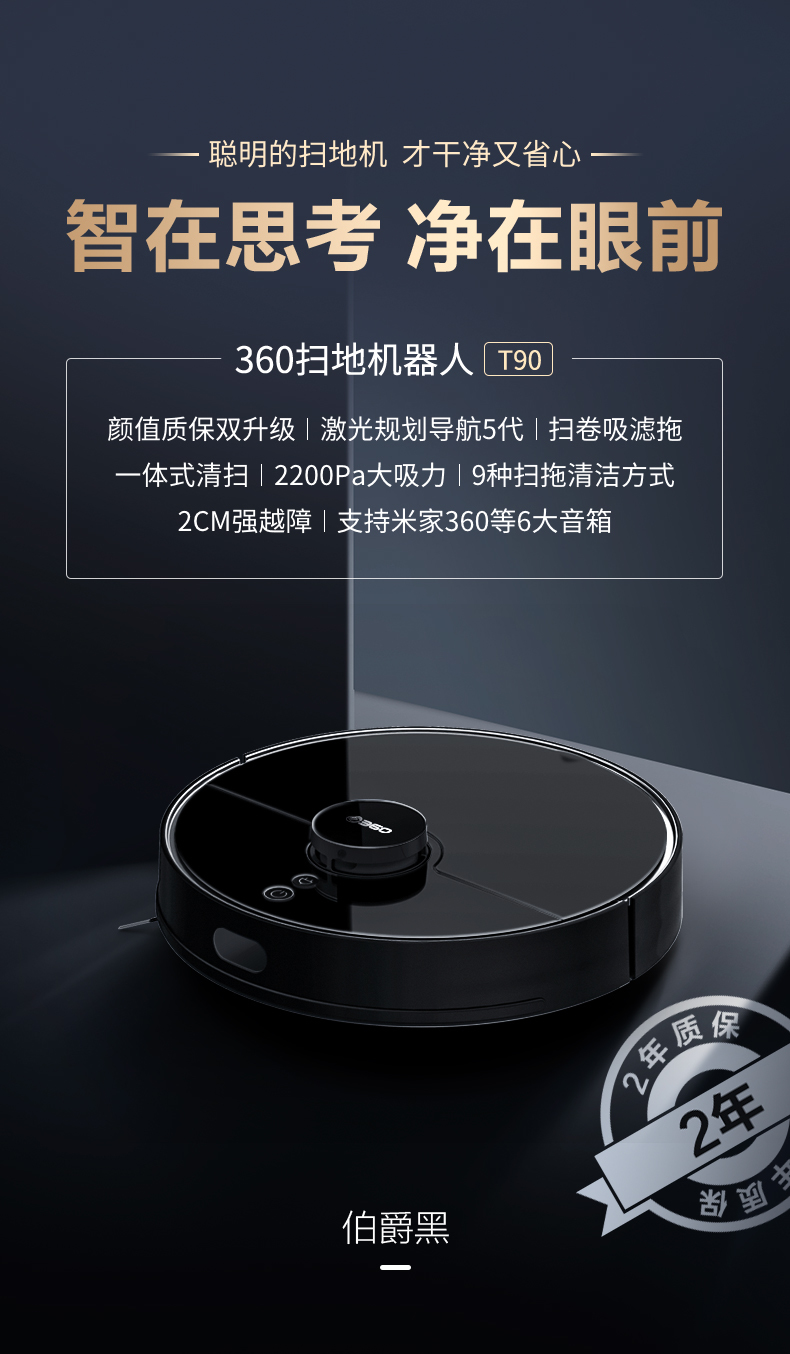 聪明的扫地机 才干净又省心
智在思考 净在眼前
360扫地机器人 T90
颜值质保双升级 | 激光规划导航5代 | 扫卷吸滤拖
一体式清扫 | 2200Pa大吸力 | 9种扫拖清洁方式
2CM强越障 | 支持米家360等6大音箱
360
2年质保
2年
年质保
伯爵黑